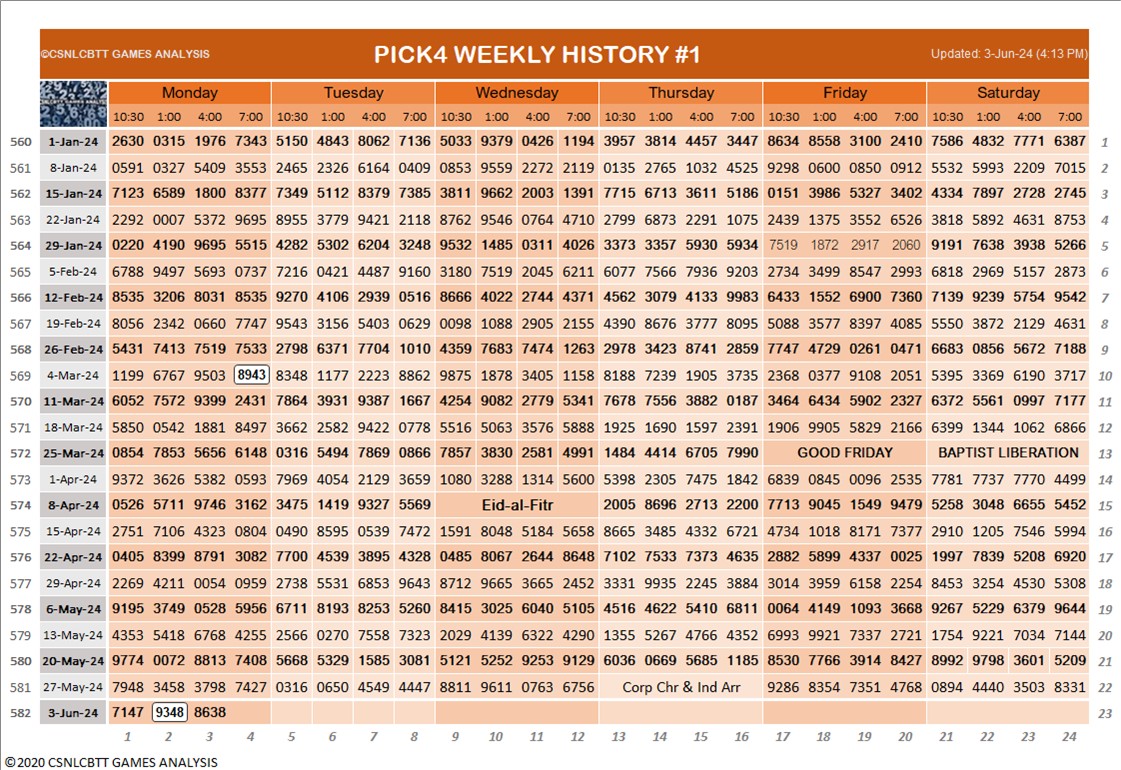 ©CSNLCBTT GAMES ANALYSIS PICK4 WEEKLY HISTORY #1 Updated: 3-Jun-24 (4:13 PM)
Monday Tuesday Wednesday Thursday Friday Saturday
10:30 1:00 4:00 7:00 10:30 1:00 4:00 7:00 10:30 1:00 4:00 7:00 10:30 1:00 4:00 7:00 10:30 1:00 4:00 7:00 10:30 1:00 4:00 7:00
560 1-Jan-24 2630 0315 1976 7343 5150 4843 8062 7136 5033 9379 0426 1194 3957 3814 4457 3447 8634 8558 3100 2410 7586 4832 7771 6387 1
561 8-Jan-24 0591 0327 5409 3553 2465 2326 6164 0409 0853 9559 2272 2119 0135 2765 1032 4525 9298 0600 0850 0912 5532 5993 2209 7015 2
562 15-Jan-24 7123 6589 1800 8377 7349 5112 8379 7385 3811 9662 2003 1391 7715 6713 3611 5186 0151 3986 5327 3402 4334 7897 2728 2745 3
563 22-Jan-24 2292 0007 5372 9695 8955 3779 9421 2118 8762 9546 0764 4710 2799 6873 2291 1075 2439 1375 3552 6526 3818 5892 4631 8753 4
564 29-Jan-24 0220 4190 9695 5515 4282 5302 6204 3248 9532 1485 0311 4026 3373 3357 5930 5934 7519 1872 2917 2060 9191 7638 3938 5266 5
565 5-Feb-24 6788 9497 5693 0737 7216 0421 4487 9160 3180 7519 2045 6211 6077 7566 7936 9203 2734 3499 8547 2993 6818 2969 5157 2873 6
566 12-Feb-24 8535 3206 8031 8535 9270 4106 2939 0516 8666 4022 2744 4371 4562 3079 4133 9983 6433 1552 6900 7360 7139 9239 5754 9542 7
567 19-Feb-24 8056 2342 0660 7747 9543 3156 5403 0629 0098 1088 2905 2155 4390 8676 3777 8095 5088 3577 8397 4085 5550 3872 2129 4631 8
568 26-Feb-24 5431 7413 7519 7533 2798 6371 7704 1010 4359 7683 7474 1263 2978 3423 8741 2859 7747 4729 0261 0471 6683 0856 5672 7188 9
569 4-Mar-24 1199 6767 9503 8943 8348 1177 2223 8862 9875 1878 3405 1158 8188 7239 1905 3735 2368 0377 9108 2051 5395 3369 6190 3717 10
570 11-Mar-24 6052 7572 9399 2431 7864 3931 9387 1667 4254 9082 2779 5341 7678 7556 3882 0187 3464 6434 5902 2327 6372 5561 0997 7177 11
571 18-Mar-24 5850 0542 1881 8497 3662 2582 9422 0778 5516 5063 3576 5888 1925 1690 1597 2391 1906 9905 5829 2166 6399 1344 1062 6866 12
572 25-Mar-24 0854 7853 5656 6148 0316 5494 7869 0866 7857 3830 2581 4991 1484 4414 6705 7990 GOOD FRIDAY BAPTIST LIBERATION 13
573 1-Apr-24 9372 3626 5382 0593 7969 4054 2129 3659 1080 3288 1314 5600 5398 2305 7475 1842 6839 0845 0096 2535 7781 7737 7770 4499 14
574 8-Apr-24 0526 5711 9746 3162 3475 1419 9327 5569 Eid-al-Fitr 2005 8696 2713 2200 7713 9045 1549 9479 5258 3048 6655 5452 15
575 15-Apr-24 2751 7106 4323 0804 0490 8595 0539 7472 1591 8048 5184 5658 8665 3485 4332 6721 4734 1018 8171 7377 2910 1205 7546 5994 16
576 22-Apr-24 0405 8399 8791 3082 7700 4539 3895 4328 0485 8067 2644 8648 7102 7533 7373 4635 2882 5899 4337 0025 1997 7839 5208 6920 17
577 29-Apr-24 2269 4211 0054 0959 2738 5531 6853 9643 8712 9665 3665 2452 3331 9935 2245 3884 3014 3959 6158 2254 8453 3254 4530 5308 18
578 6-May-24 9195 3749 0528 5956 6711 8193 8253 5260 8415 3025 6040 5105 4516 4622 5410 6811 0064 4149 1093 3668 9267 5229 6379 9644 19
579 13-May-24 4353 5418 6768 4255 2566 0270 7558 7323 2029 4139 6322 4290 1355 5267 4766 4352 6993 9921 7337 2721 1754 9221 7034 7144 20
580 20-May-24 9774 0072 8813 7408 5668 5329 1585 3081 5121 5252 9253 9129 6036 0669 5685 1185 8530 7766 3914 8427 8992 9798 3601 5209 21
581 27-May-24 7948 3458 3798 7427 0316 0650 4549 4447 8811 9611 0763 6756 Corp Chr & Ind Arr 9286 8354 7351 4768 0894 4440 3503 8331 22
582 3-Jun-24 7147 9348 8638 23
1 2 3 4 5 6 7 8 9 10 11 12 13 14 15 16 17 18 19 20 21 22 23 24
©2020 CSNLCBTT GAMES ANALYSIS